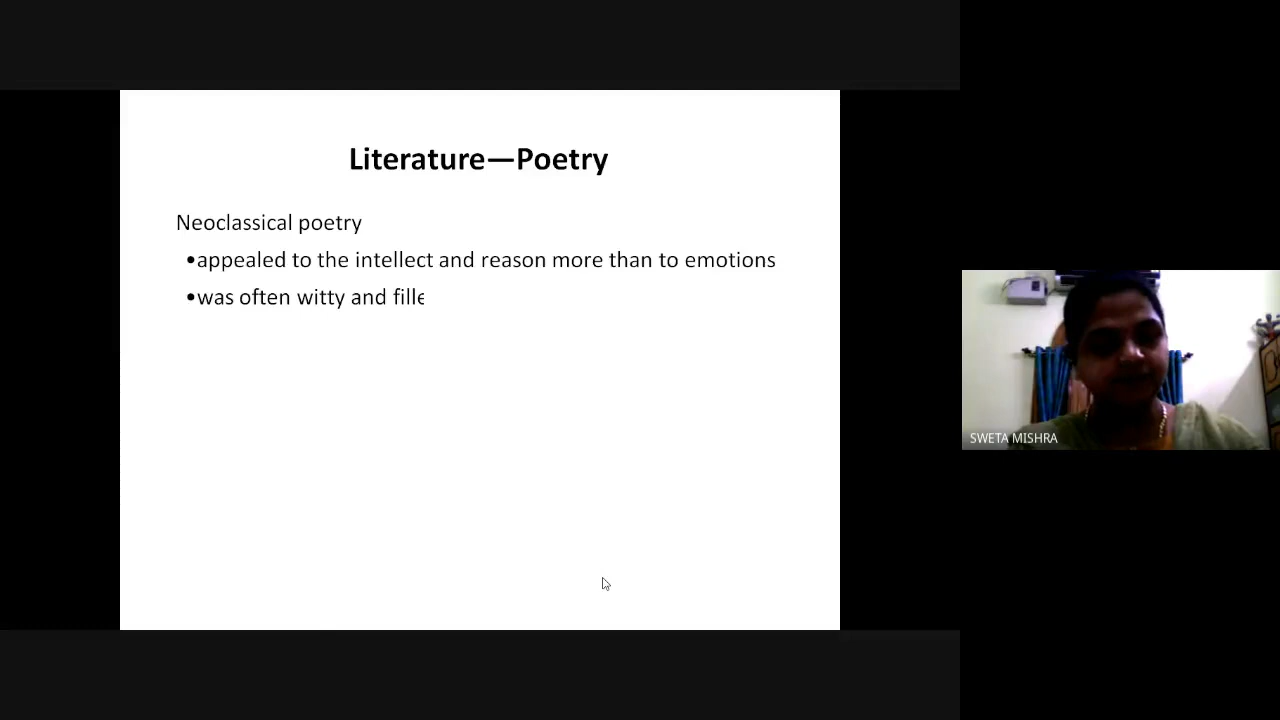 Literature—Poetry
Neoclassical poetry
•appealed to the intellect and reason more than to emotions
•was often witty and fille
SWETA MISHRA